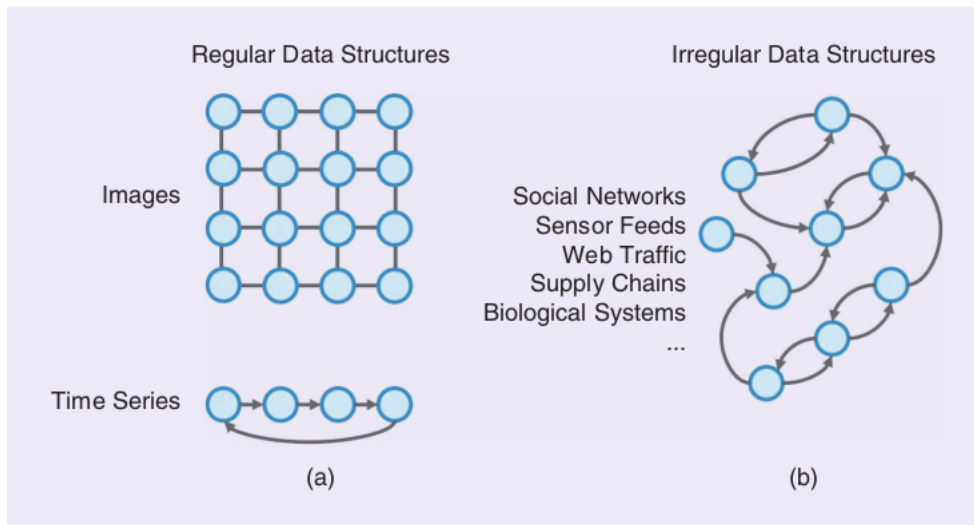 Regular Data Structures
Images
Time Series
(a)
Irregular Data Structures
Social Networks
Sensor Feeds
Web Traffic
Supply Chains
Biological Systems
...
(b)